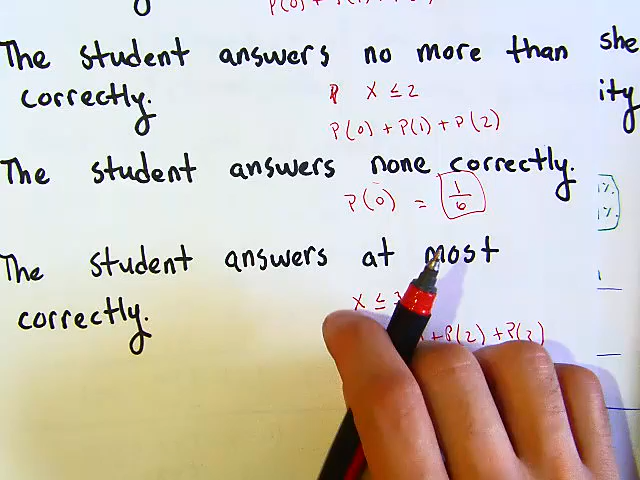 The student answers no more than
correctly.
X ≤ 2
P(0) + P(1) + P(2)
The student answers none correctly.
P(0) = 1/6
The student answers at most
correctly.
X ≤
+ P(2) + P(3)
she
ity